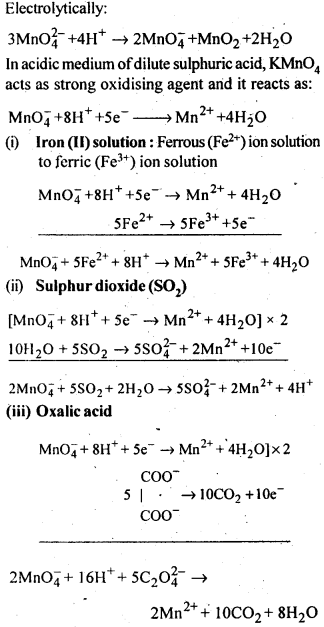 Electrolytically:
3MnO₄²⁻ +4H⁺ → 2MnO₄⁻ +MnO₂ +2H₂O
In acidic medium of dilute sulphuric acid, KMnO₄
acts as strong oxidising agent and it reacts as:
MnO₄⁻ +8H⁺ +5e⁻ ⟶ Mn²⁺ +4H₂O
(i) Iron (II) solution : Ferrous (Fe²⁺) ion solution
to ferric (Fe³⁺) ion solution
MnO₄⁻ +8H⁺ +5e⁻ → Mn²⁺ + 4H₂O
5Fe²⁺ → 5Fe³⁺ +5e⁻
MnO₄⁻ + 5Fe²⁺ + 8H⁺ → Mn²⁺ + 5Fe³⁺ + 4H₂O
(ii) Sulphur dioxide (SO₂)
[MnO₄⁻ + 8H⁺ + 5e⁻ → Mn²⁺ + 4H₂O] × 2
10H₂O + 5SO₂ → 5SO₄²⁻ + 2Mn²⁺ +10e⁻
2MnO₄⁻ + 5SO₂ + 2H₂O → 5SO₄²⁻ + 2Mn²⁺ + 4H⁺
(iii) Oxalic acid
MnO₄⁻ + 8H⁺ + 5e⁻ → Mn²⁺ + 4H₂O]×2
COO⁻
5 | · → 10CO₂ +10e⁻
COO⁻
2MnO₄⁻ + 16H⁺ + 5C₂O₄²⁻ →
2Mn²⁺ + 10CO₂ + 8H₂O